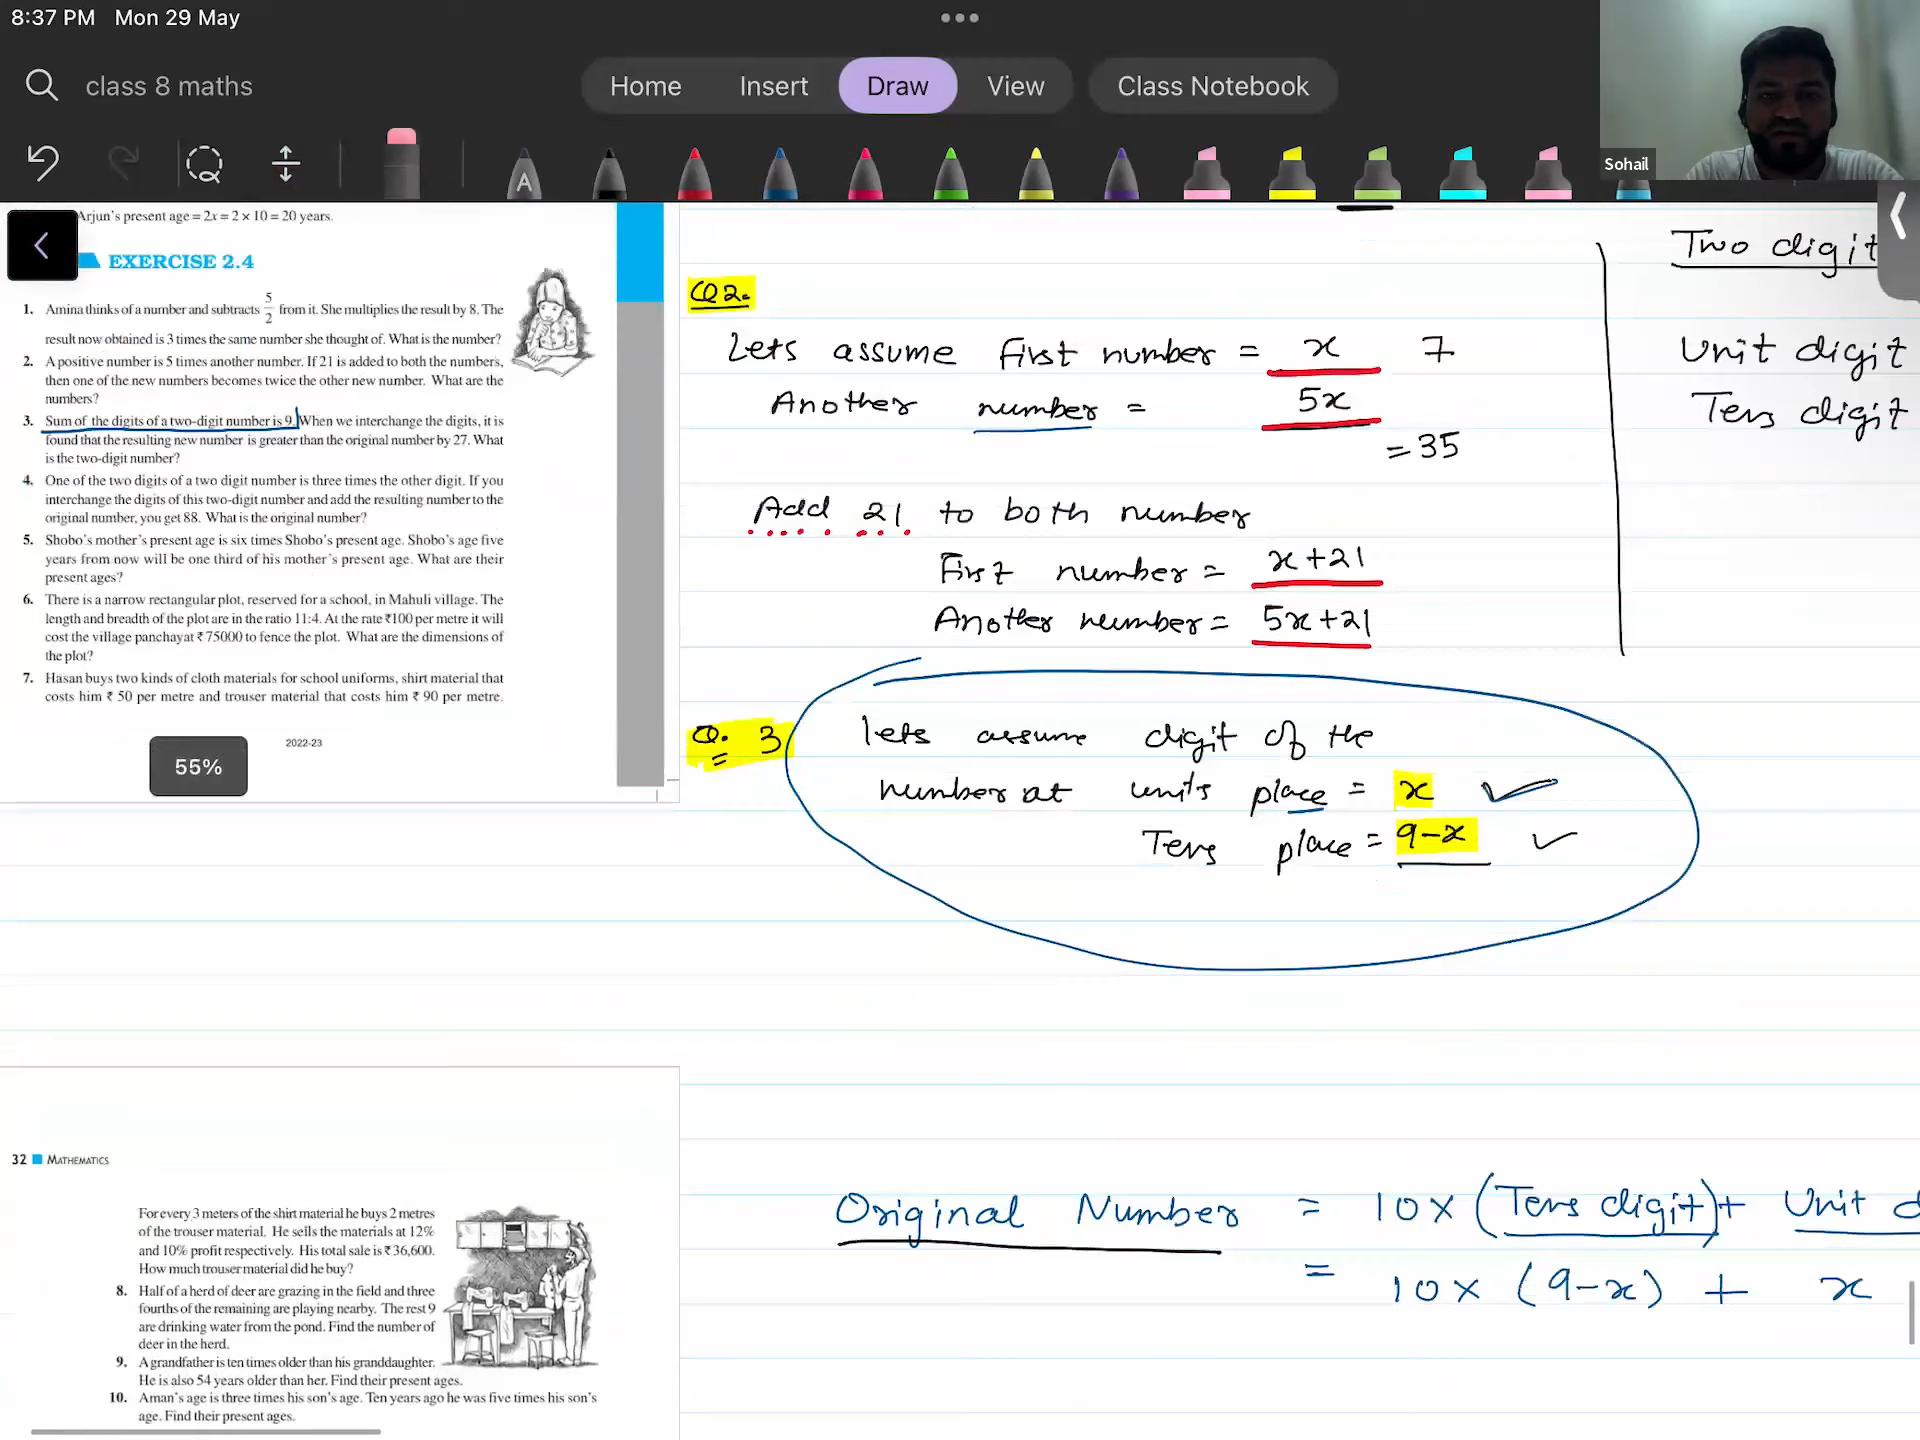 8:37 PM Mon 29 May
class 8 maths
Home Insert Draw View Class Notebook
A
Sohail
Arjun's present age = 2x = 2 × 10 = 20 years.
EXERCISE 2.4
1. Amina thinks of a number and subtracts 5/2 from it. She multiplies the result by 8. The
result now obtained is 3 times the same number she thought of. What is the number?
2. A positive number is 5 times another number. If 21 is added to both the numbers,
then one of the new numbers becomes twice the other new number. What are the
numbers?
3. Sum of the digits of a two-digit number is 9. When we interchange the digits, it is
found that the resulting new number is greater than the original number by 27. What
is the two-digit number?
4. One of the two digits of a two digit number is three times the other digit. If you
interchange the digits of this two-digit number and add the resulting number to the
original number, you get 88. What is the original number?
5. Shobo's mother's present age is six times Shobo's present age. Shobo's age five
years from now will be one third of his mother's present age. What are their
present ages?
6. There is a narrow rectangular plot, reserved for a school, in Mahuli village. The
length and breadth of the plot are in the ratio 11:4. At the rate ₹100 per metre it will
cost the village panchayat ₹ 75000 to fence the plot. What are the dimensions of
the plot?
7. Hasan buys two kinds of cloth materials for school uniforms, shirt material that
costs him ₹ 50 per metre and trouser material that costs him ₹ 90 per metre.
2022-23
55%
32 MATHEMATICS
For every 3 meters of the shirt material he buys 2 metres
of the trouser material. He sells the materials at 12%
and 10% profit respectively. His total sale is ₹ 36,600.
How much trouser material did he buy?
8. Half of a herd of deer are grazing in the field and three
fourths of the remaining are playing nearby. The rest 9
are drinking water from the pond. Find the number of
deer in the herd.
9. A grandfather is ten times older than his granddaughter.
He is also 54 years older than her. Find their present ages.
10. Aman's age is three times his son's age. Ten years ago he was five times his son's
age. Find their present ages.
Q2.
Lets assume First number = x 7
Another number = 5x
= 35
Add 21 to both number
First number = x+21
Another number = 5x+21
Two digit
Unit digit
Tens digit
Q. 3 lets assume digit of the
number at units place = x
Tens place = 9-x
Original Number = 10 × (Tens digit) + Unit d
= 10 × (9-x) + x